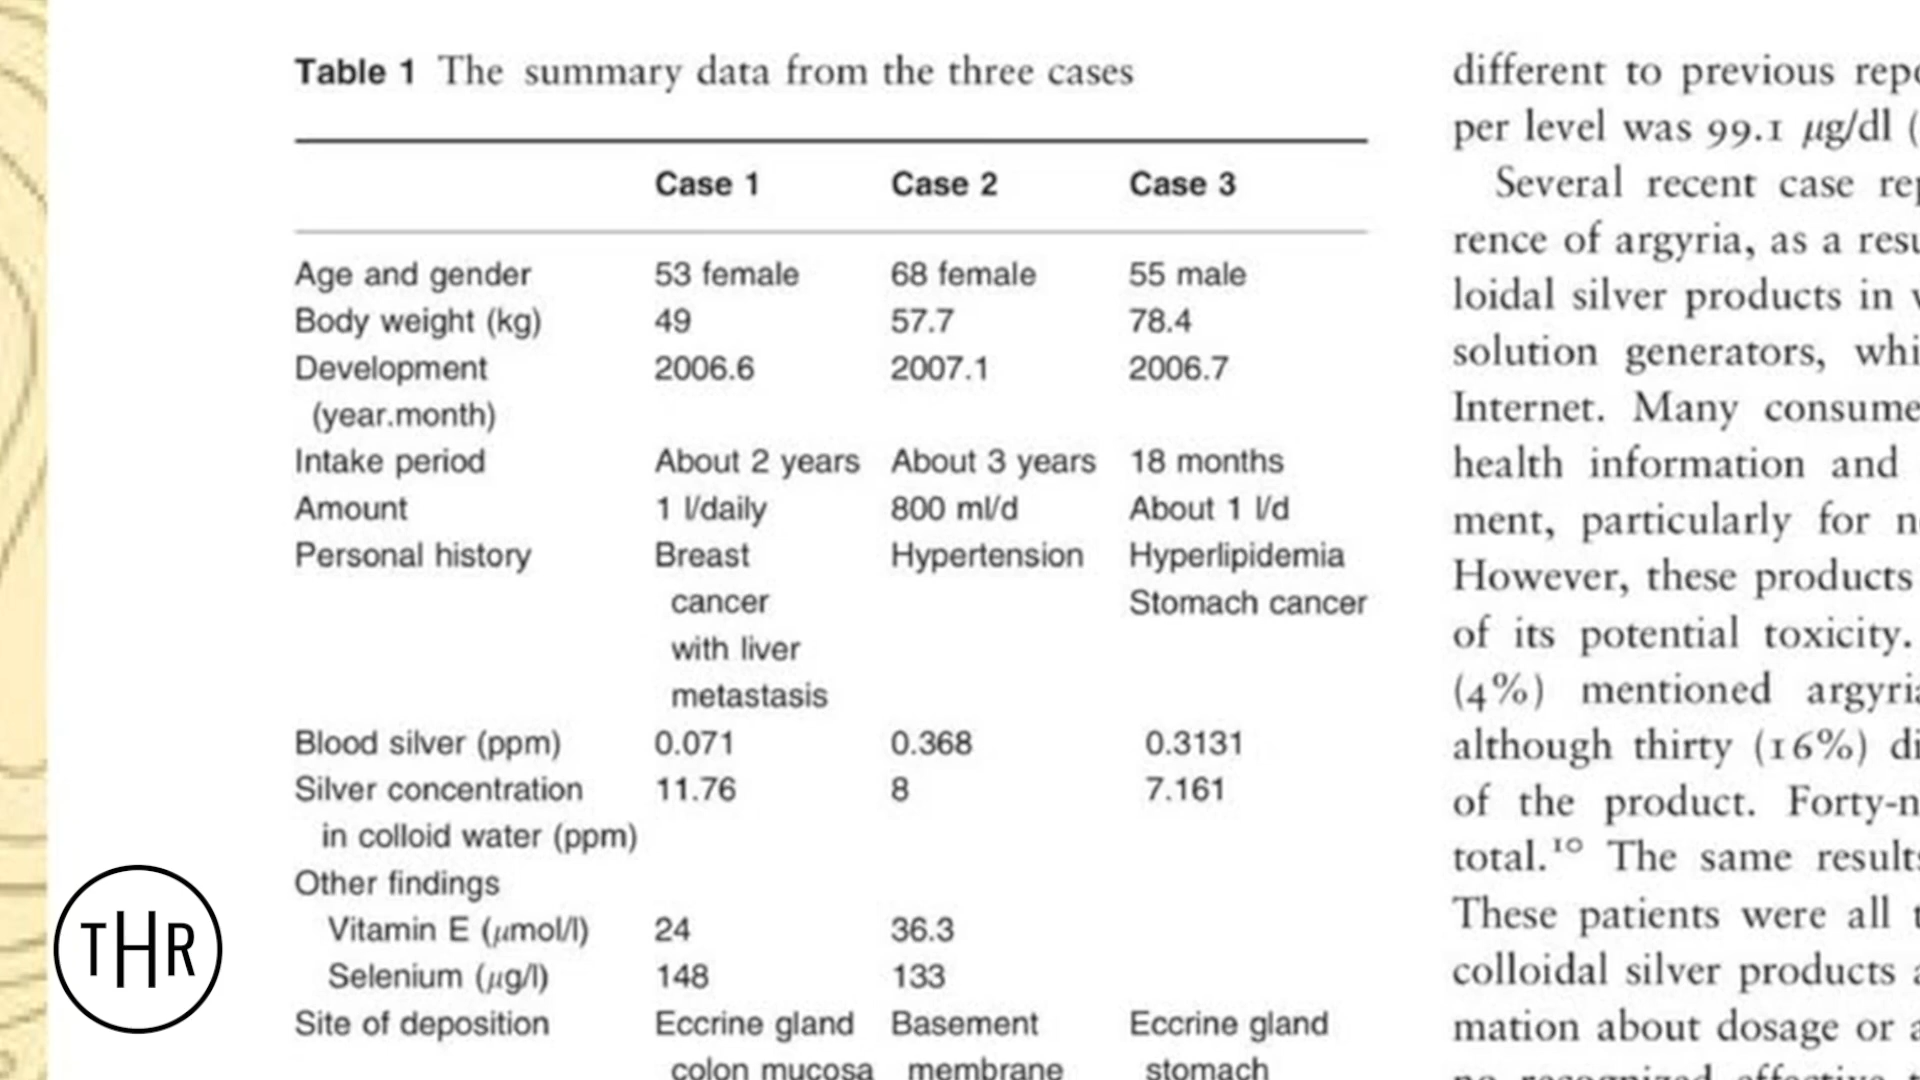 Table 1 The summary data from the three cases
Case 1 Case 2 Case 3
Age and gender 53 female 68 female 55 male
Body weight (kg) 49 57.7 78.4
Development 2006.6 2007.1 2006.7
(year.month)
Intake period About 2 years About 3 years 18 months
Amount 1 l/daily 800 ml/d About 1 l/d
Personal history Breast Hypertension Hyperlipidemia
cancer Stomach cancer
with liver
metastasis
Blood silver (ppm) 0.071 0.368 0.3131
Silver concentration 11.76 8 7.161
in colloid water (ppm)
Other findings
Vitamin E (μmol/l) 24 36.3
Selenium (μg/l) 148 133
Site of deposition Eccrine gland Basement Eccrine gland
colon mucosa membrane stomach
different to previous
per level was 99.1 μg/dl (
Several recent case
rence of argyria, as a
loidal silver products in
solution generators,
Internet. Many
health information and
ment, particularly for
However, these products
of its potential toxicity.
(4%) mentioned
although thirty (16%)
of the product.
total.¹⁰ The same
These patients were all
colloidal silver products
mation about dosage or
no recognized effective
THR